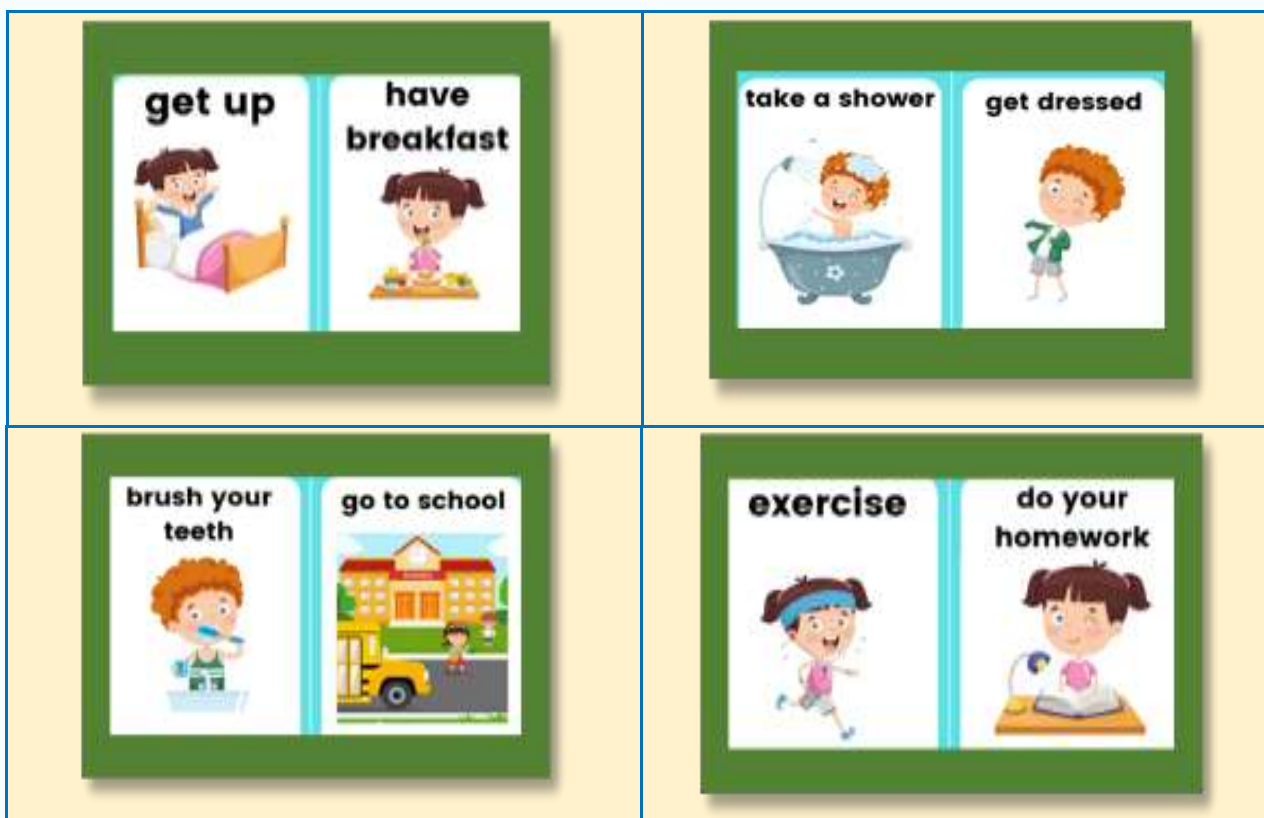 get up
have
breakfast
take a shower
get dressed
brush your
teeth
go to school
exercise
do your
homework